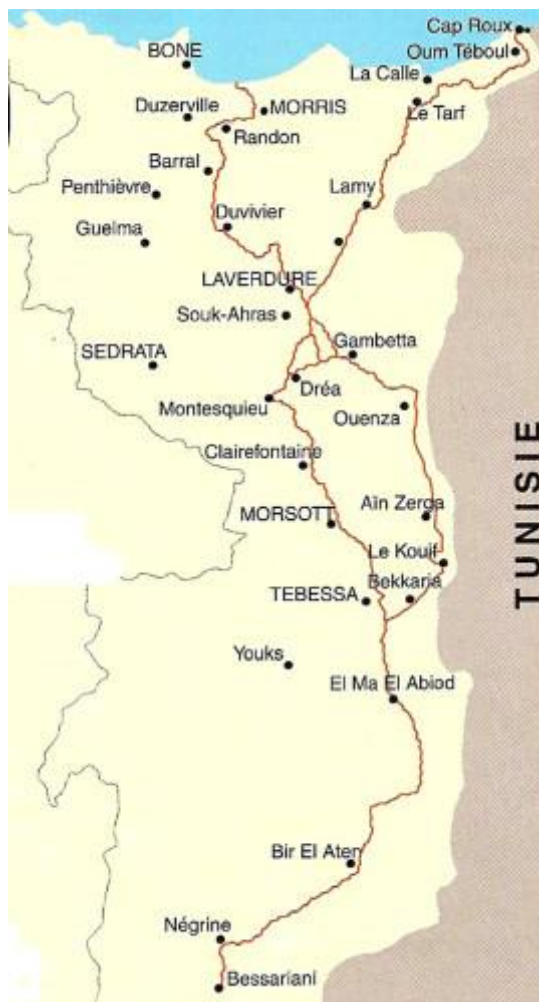 Cap Roux
BONE
Oum Téboul
La Calle
Duzerville
MORRIS
Le Tarf
Randon
Barral
Penthièvre
Lamy
Guelma
Duvivier
LAVERDURE
Souk-Ahras
Gambetta
SEDRATA
Dréa
Montesquieu
Ouenza
Clairefontaine
TUNISIE
Aïn Zerga
MORSOTT
Le Kouif
Bekkaria
TEBESSA
Youks
El Ma El Abiod
Bir El Ater
Négrine
Bessariani